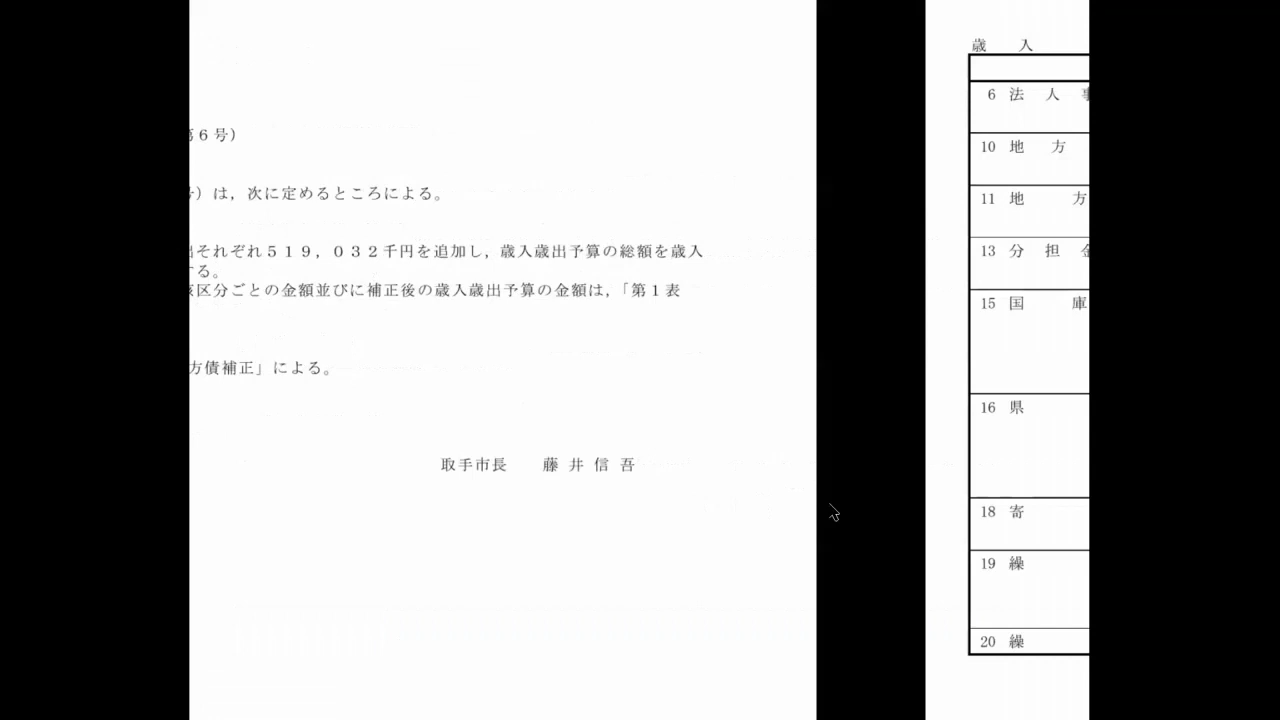 第６号）
号）は，次に定めるところによる。
出それぞれ５１９，０３２千円を追加し，歳入歳出予算の総額を歳入
する。
該区分ごとの金額並びに補正後の歳入歳出予算の金額は，「第１表
方債補正」による。
取手市長　　藤 井 信 吾
歳　　入
6 法　人　事
10 地　　方
11 地　　　方
13 分　担　金
15 国　　　庫
16 県
18 寄
19 繰
20 繰